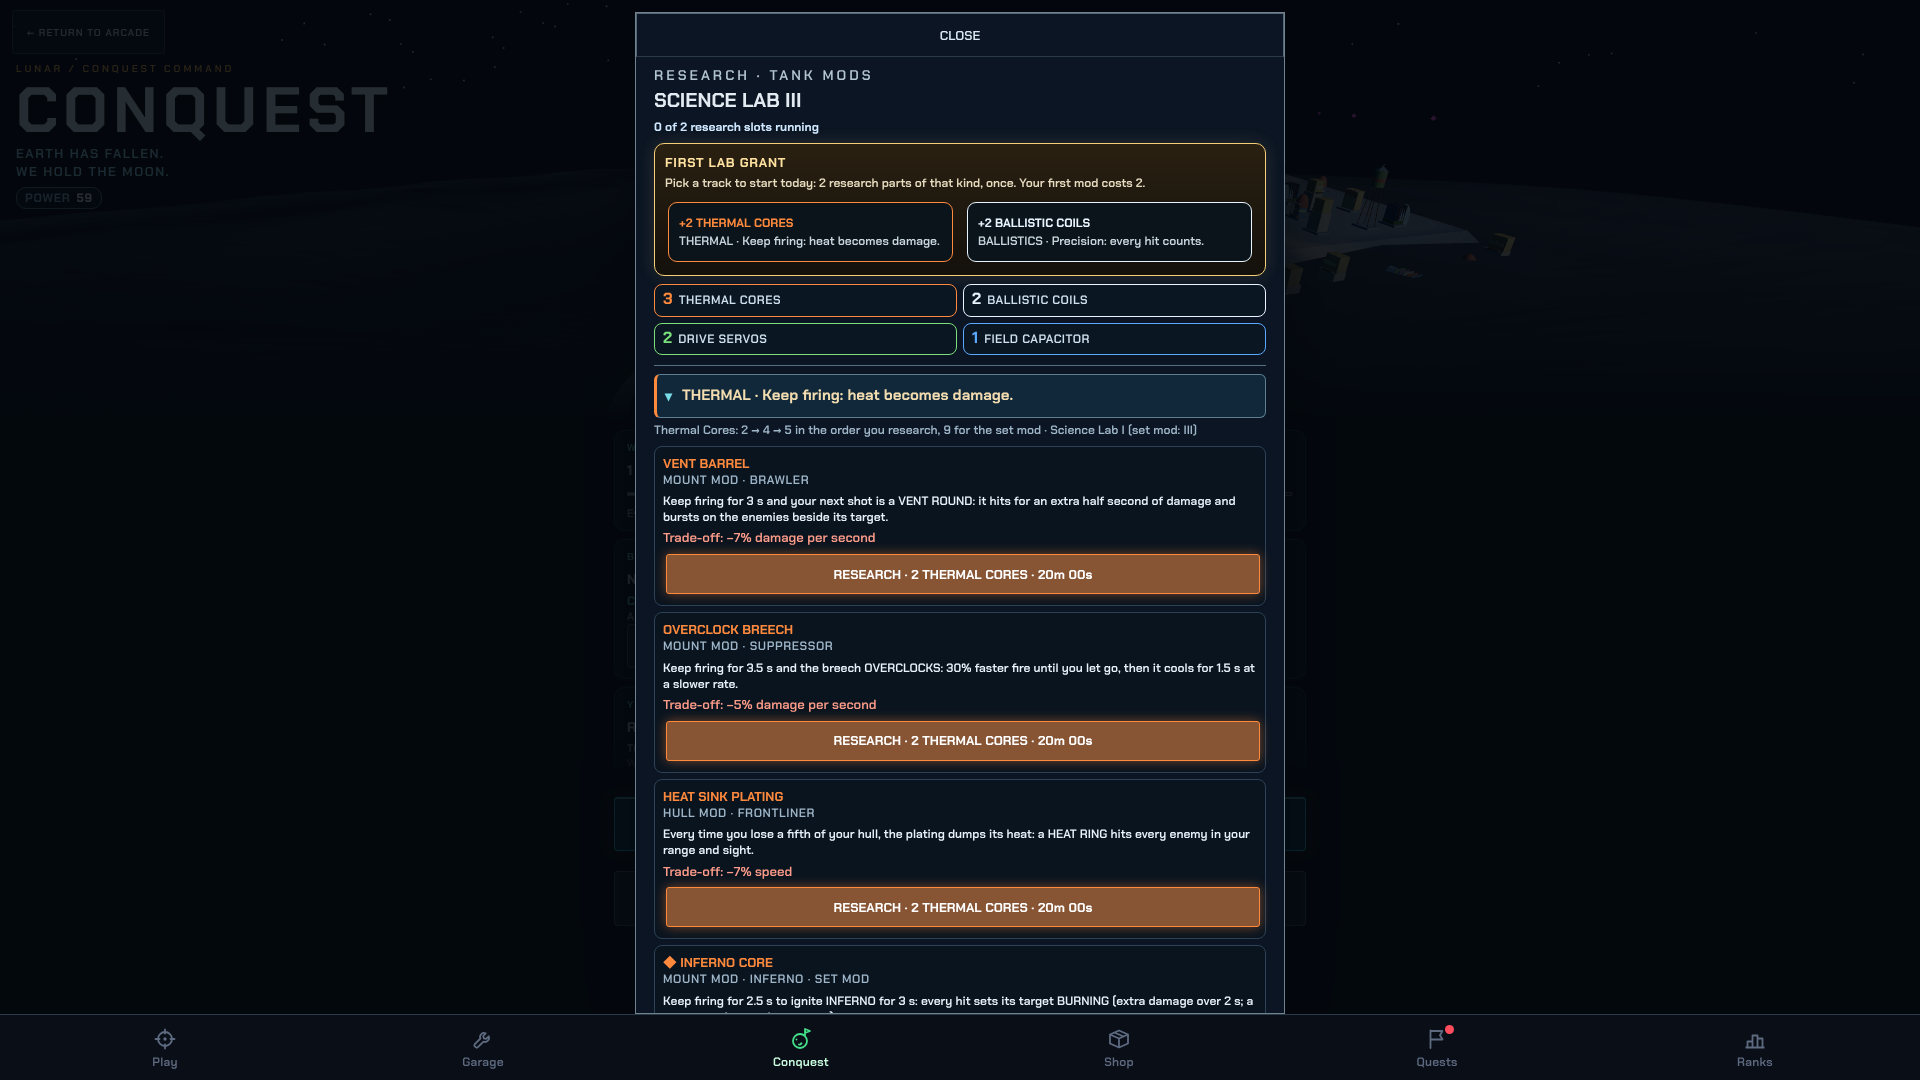 ← RETURN TO ARCADE
LUNAR / CONQUEST COMMAND
CONQUEST
EARTH HAS FALLEN.
WE HOLD THE MOON.
POWER 59
CLOSE
RESEARCH · TANK MODS
SCIENCE LAB III
0 of 2 research slots running
FIRST LAB GRANT
Pick a track to start today: 2 research parts of that kind, once. Your first mod costs 2.
+2 THERMAL CORES
THERMAL · Keep firing: heat becomes damage.
+2 BALLISTIC COILS
BALLISTICS · Precision: every hit counts.
3 THERMAL CORES
2 BALLISTIC COILS
2 DRIVE SERVOS
1 FIELD CAPACITOR
▼ THERMAL · Keep firing: heat becomes damage.
Thermal Cores: 2 → 4 → 5 in the order you research, 9 for the set mod · Science Lab I (set mod: III)
VENT BARREL
MOUNT MOD · BRAWLER
Keep firing for 3 s and your next shot is a VENT ROUND: it hits for an extra half second of damage and
bursts on the enemies beside its target.
Trade-off: −7% damage per second
RESEARCH · 2 THERMAL CORES · 20m 00s
OVERCLOCK BREECH
MOUNT MOD · SUPPRESSOR
Keep firing for 3.5 s and the breech OVERCLOCKS: 30% faster fire until you let go, then it cools for 1.5 s at
a slower rate.
Trade-off: −5% damage per second
RESEARCH · 2 THERMAL CORES · 20m 00s
HEAT SINK PLATING
HULL MOD · FRONTLINER
Every time you lose a fifth of your hull, the plating dumps its heat: a HEAT RING hits every enemy in your
range and sight.
Trade-off: −7% speed
RESEARCH · 2 THERMAL CORES · 20m 00s
◆ INFERNO CORE
MOUNT MOD · INFERNO · SET MOD
Keep firing for 2.5 s to ignite INFERNO for 3 s: every hit sets its target BURNING (extra damage over 2 s; a
Play
Garage
Conquest
Shop
Quests
Ranks